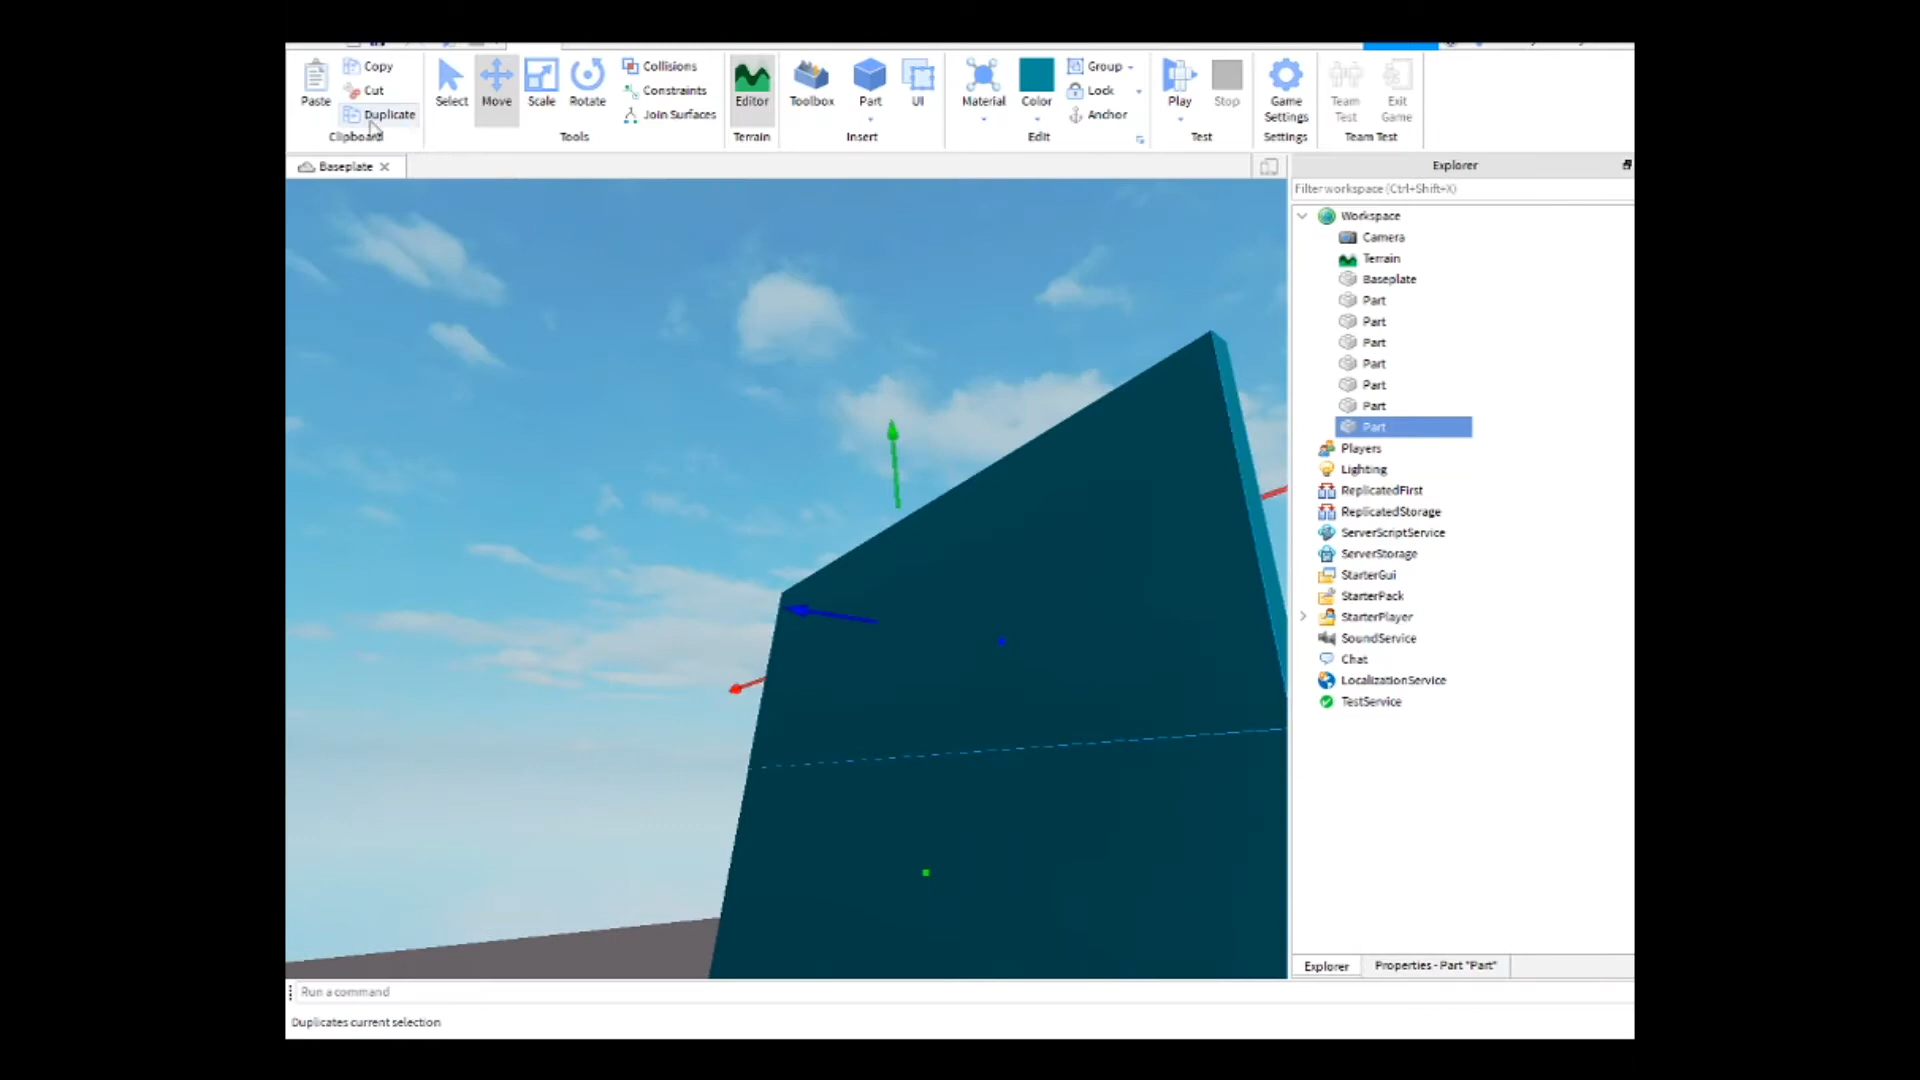 Paste
Copy
Cut
Duplicate
Clipboard
Select
Move
Scale
Rotate
Collisions
Constraints
Join Surfaces
Tools
Editor
Terrain
Toolbox
Part
UI
Insert
Material
Color
Group
Lock
Anchor
Edit
Play
Stop
Test
Game
Settings
Settings
Team
Test
Exit
Game
Team Test
Baseplate
Explorer
Filter workspace (Ctrl+Shift+X)
Workspace
Camera
Terrain
Baseplate
Part
Part
Part
Part
Part
Part
Part
Players
Lighting
ReplicatedFirst
ReplicatedStorage
ServerScriptService
ServerStorage
StarterGui
StarterPack
StarterPlayer
SoundService
Chat
LocalizationService
TestService
Explorer
Properties - Part "Part"
Run a command
Duplicates current selection